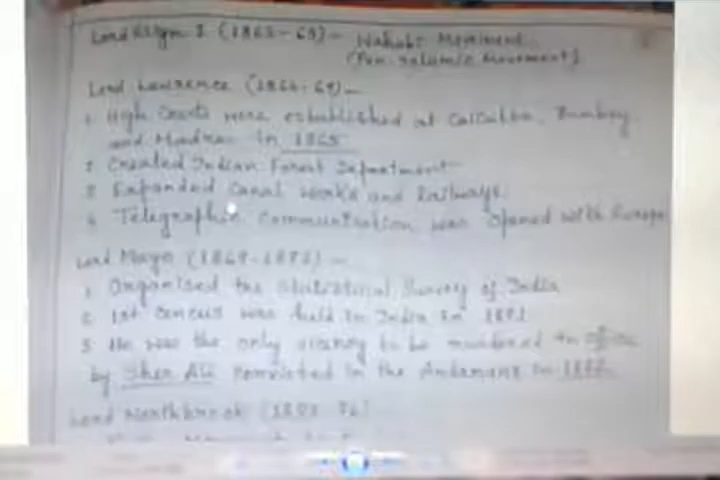 Lord Elgin I (1862-63) - Wahabi Movement
(Pan-Islamic Movement)
Lord Lawrence (1864-69) -
1 High Courts were established at Calcutta, Bombay
and Madras in 1865
2 Created Indian Forest Department
3 Expanded Canal works and Railways.
4 Telegraphic Communication was opened with Europe
Lord Mayo (1869-1872) -
1 Organised the Statistical Survey of India
2 1st Census was held in India in 1871
3 He was the only viceroy to be murdered in office
by Sher Ali convicted in the Andamans in 1872
Lord Northbrook (1872-76)